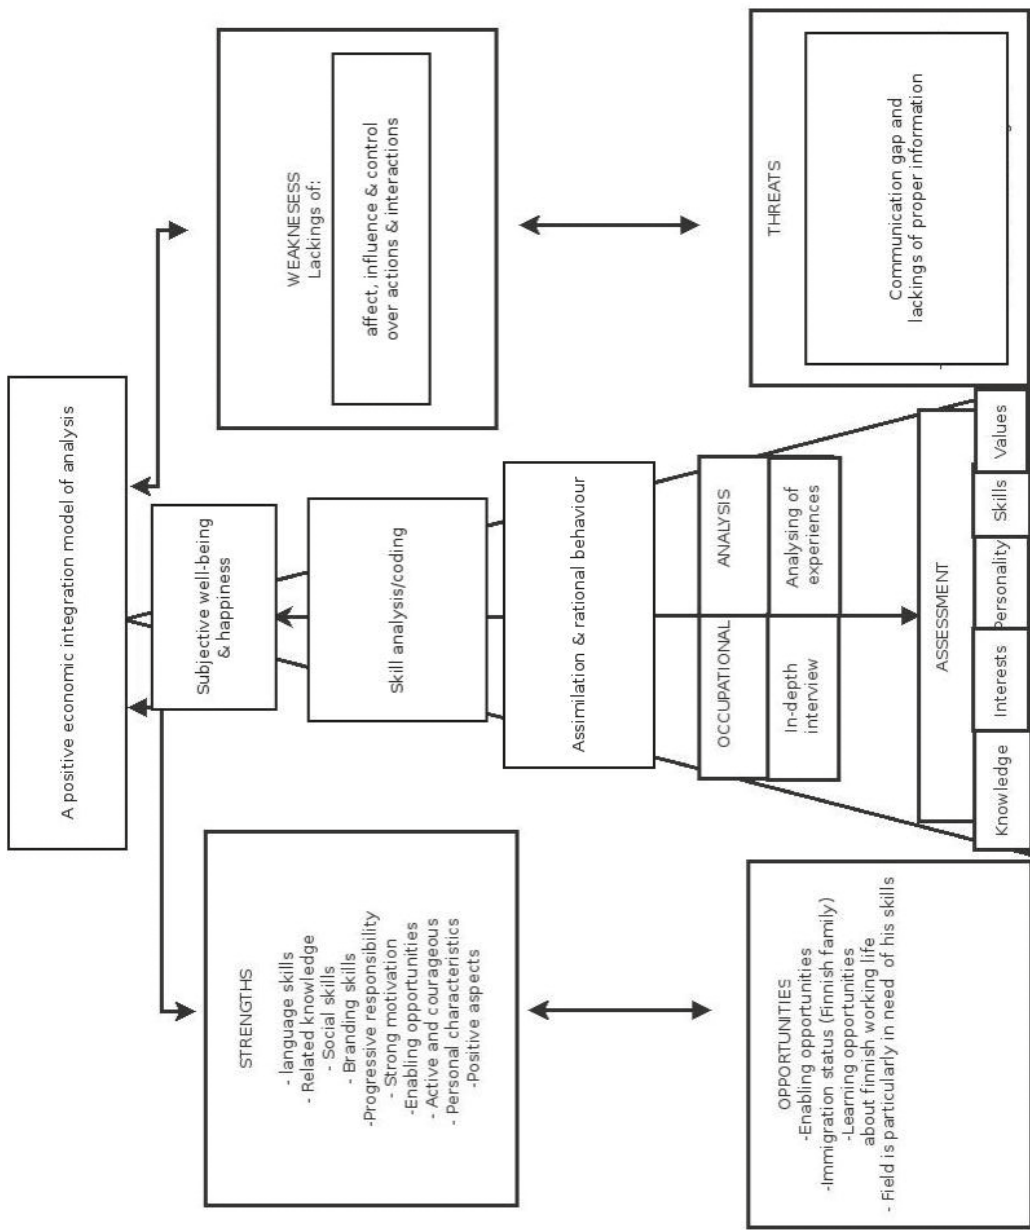 A positive economic integration model of analysis
STRENGTHS
- language skills
- Related knowledge
- Social skills
- Branding skills
-Progressive responsibility
- Strong motivation
-Enabling opportunities
- Active and courageous
- Personal characteristics
-Positive aspects
Subjective well-being
& happiness
Skill analysis/coding
Assimilation & rational behaviour
WEAKNESESS
Lackings of:
affect, influence & control
over actions & interactions
OPPORTUNITIES
-Enabling opportunities
-Immigration status (Finnish family)
-Learning opportunities
about finnish working life
- Field is particularly in need of his skills
OCCUPATIONAL ANALYSIS
In-depth
interview
Analysing of
experiences
ASSESSMENT
Knowledge
Interests
Personality
Skills
Values
THREATS
Communication gap and
lackings of proper information